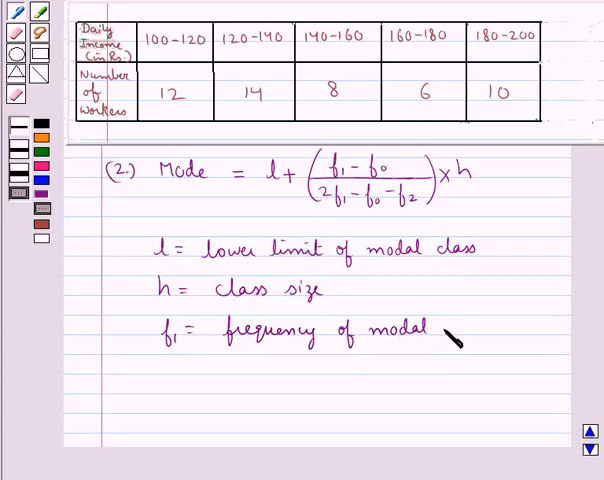 Daily Income (in Rs.) 100-120 120-140 140-160 160-180 180-200
Number of Workers 12 14 8 6 10
(2.) Mode = l + (f₁ - f₀ / 2f₁ - f₀ - f₂) × h
l = lower limit of modal class
h = class size
f₁ = frequency of modal